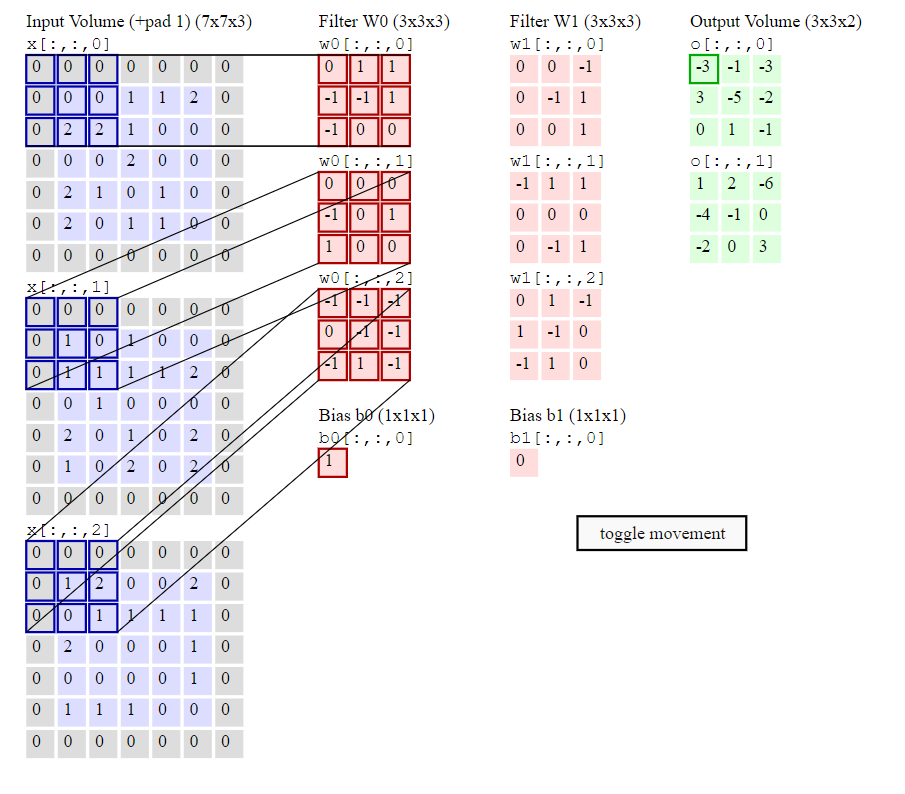 Input Volume (+pad 1) (7x7x3)
x[:,:,0]
0 0 0 0 0 0 0
0 0 0 1 1 2 0
0 2 2 1 0 0 0
0 0 0 2 0 0 0
0 2 1 0 1 0 0
0 2 0 1 1 0 0
0 0 0 0 0 0 0
x[:,:,1]
0 0 0 0 0 0 0
0 1 0 1 0 0 0
0 1 1 1 1 2 0
0 0 1 0 0 0 0
0 2 0 1 0 2 0
0 1 0 2 0 2 0
0 0 0 0 0 0 0
x[:,:,2]
0 0 0 0 0 0 0
0 1 2 0 0 2 0
0 0 1 1 1 1 0
0 2 0 0 0 1 0
0 0 0 0 0 1 0
0 1 1 1 0 0 0
0 0 0 0 0 0 0
Filter W0 (3x3x3)
w0[:,:,0]
0 1 1
-1 -1 1
-1 0 0
w0[:,:,1]
0 0 0
-1 0 1
1 0 0
w0[:,:,2]
-1 -1 -1
0 -1 -1
-1 1 -1
Bias b0 (1x1x1)
b0[:,:,0]
1
Filter W1 (3x3x3)
w1[:,:,0]
0 0 -1
0 -1 1
0 0 1
w1[:,:,1]
-1 1 1
0 0 0
0 -1 1
w1[:,:,2]
0 1 -1
1 -1 0
-1 1 0
Bias b1 (1x1x1)
b1[:,:,0]
0
Output Volume (3x3x2)
o[:,:,0]
-3 -1 -3
3 -5 -2
0 1 -1
o[:,:,1]
1 2 -6
-4 -1 0
-2 0 3
toggle movement